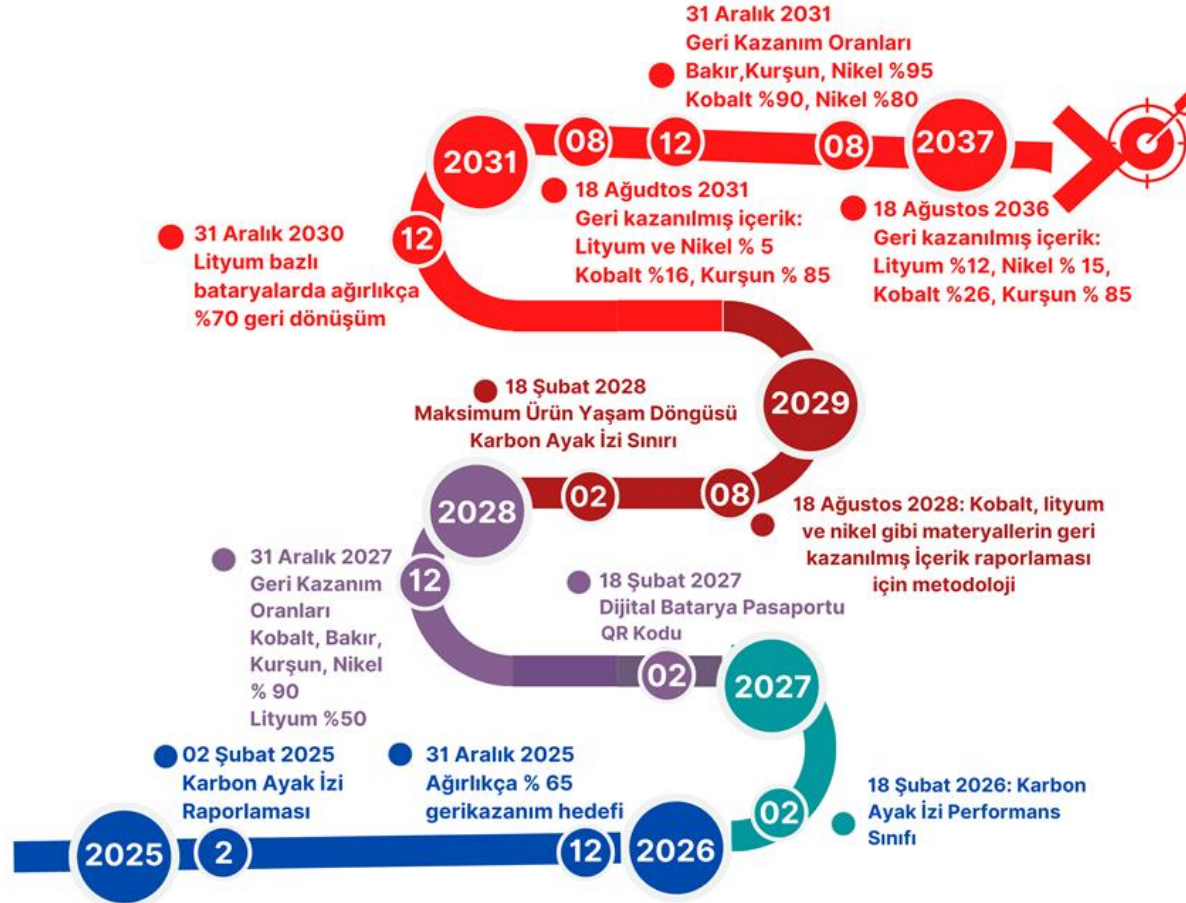 31 Aralık 2031
Geri Kazanım Oranları
Bakır,Kurşun, Nikel %95
Kobalt %90, Nikel %80
2031
08
12
08
2037
18 Ağudtos 2031
Geri kazanılmış içerik:
Lityum ve Nikel % 5
Kobalt %16, Kurşun % 85
18 Ağustos 2036
Geri kazanılmış içerik:
Lityum %12, Nikel % 15,
Kobalt %26, Kurşun % 85
31 Aralık 2030
Lityum bazlı
bataryalarda ağırlıkça
%70 geri dönüşüm
12
18 Şubat 2028
Maksimum Ürün Yaşam Döngüsü
Karbon Ayak İzi Sınırı
2029
2028
02
08
18 Ağustos 2028: Kobalt, lityum
ve nikel gibi materyallerin geri
kazanılmış İçerik raporlaması
için metodoloji
31 Aralık 2027
Geri Kazanım
Oranları
Kobalt, Bakır,
Kurşun, Nikel
% 90
Lityum %50
12
18 Şubat 2027
Dijital Batarya Pasaportu
QR Kodu
02
2027
02 Şubat 2025
Karbon Ayak İzi
Raporlaması
31 Aralık 2025
Ağırlıkça % 65
gerikazanım hedefi
18 Şubat 2026: Karbon
Ayak İzi Performans
Sınıfı
02
2025
2
12
2026